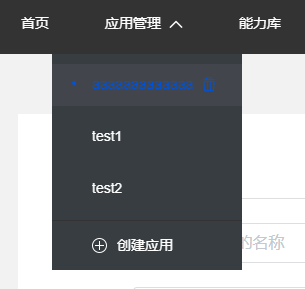 首页 应用管理 能力库
test1
test2
创建应用
的名称